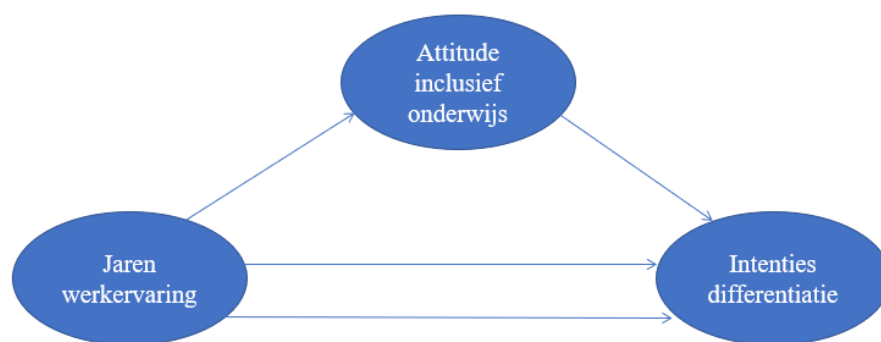 Attitude
inclusief
onderwijs
Jaren
werkervaring
Intenties
differentiatie